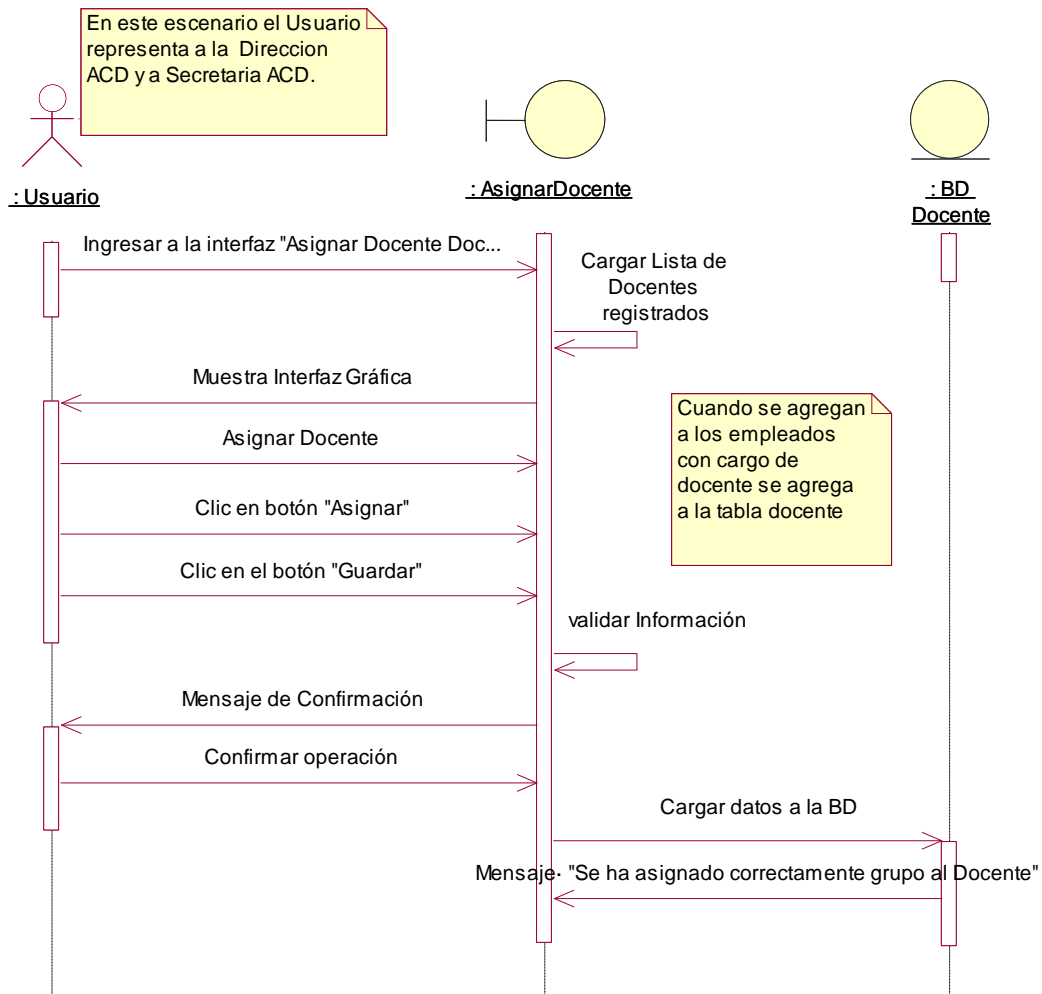 En este escenario el Usuario
representa a la Direccion
ACD y a Secretaria ACD.
: Usuario
: AsignarDocente
: BD
Docente
Ingresar a la interfaz "Asignar Docente Doc...
Cargar Lista de
Docentes
registrados
Muestra Interfaz Gráfica
Cuando se agregan
a los empleados
con cargo de
docente se agrega
a la tabla docente
Asignar Docente
Clic en botón "Asignar"
Clic en el botón "Guardar"
validar Información
Mensaje de Confirmación
Confirmar operación
Cargar datos a la BD
Mensaje: "Se ha asignado correctamente grupo al Docente"